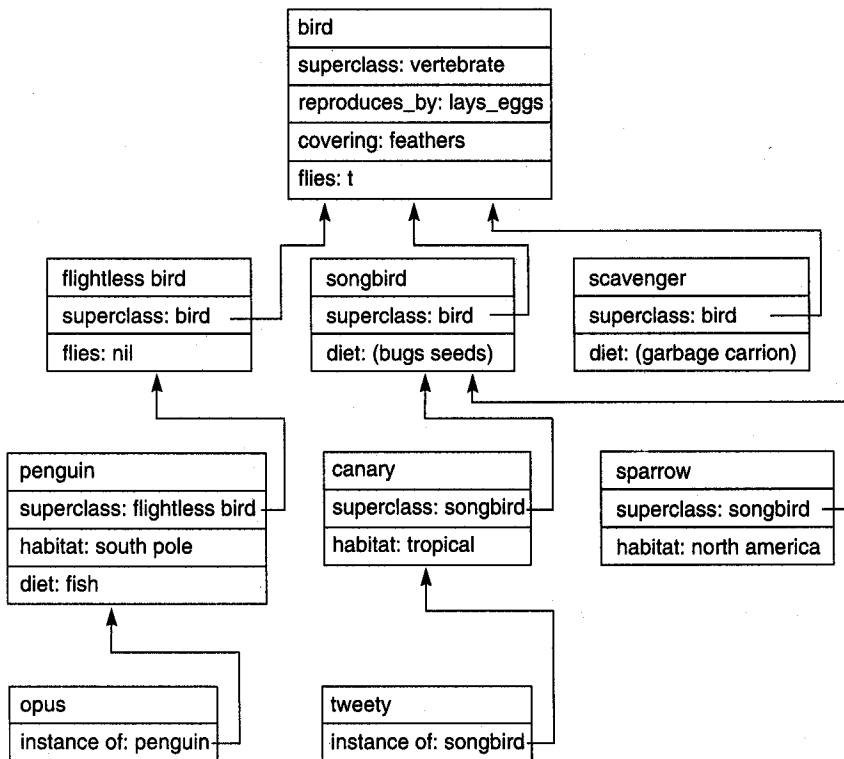 bird
superclass: vertebrate
reproduces_by: lays_eggs
covering: feathers
flies: t
flightless bird
superclass: bird
flies: nil
songbird
superclass: bird
diet: (bugs seeds)
scavenger
superclass: bird
diet: (garbage carrion)
penguin
superclass: flightless bird
habitat: south pole
diet: fish
canary
superclass: songbird
habitat: tropical
sparrow
superclass: songbird
habitat: north america
opus
instance of: penguin
tweety
instance of: songbird